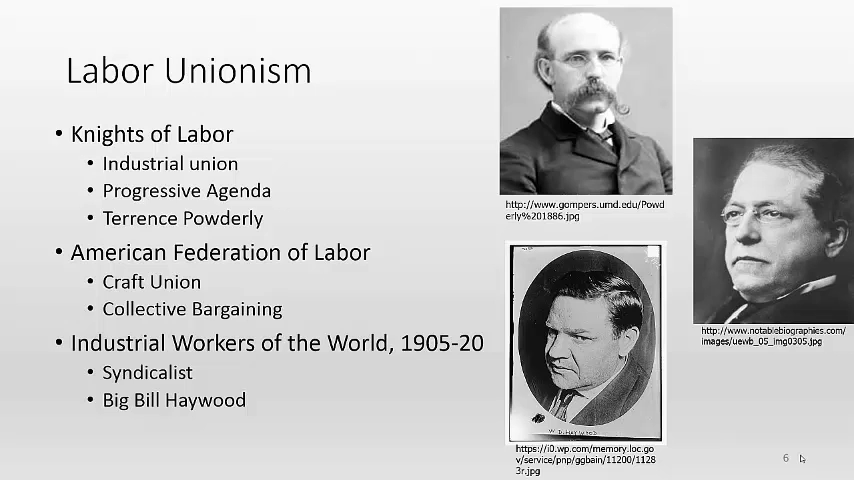 Labor Unionism
• Knights of Labor
• Industrial union
• Progressive Agenda
• Terrence Powderly
• American Federation of Labor
• Craft Union
• Collective Bargaining
• Industrial Workers of the World, 1905-20
• Syndicalist
• Big Bill Haywood
http://www.gompers.umd.edu/Powd
erly%201886.jpg
http://www.notablebiographies.com/
images/uewb_05_img0305.jpg
W. D. HAYWOOD
https://i0.wp.com/memory.loc.go
v/service/pnp/ggbain/11200/1128
3r.jpg
6